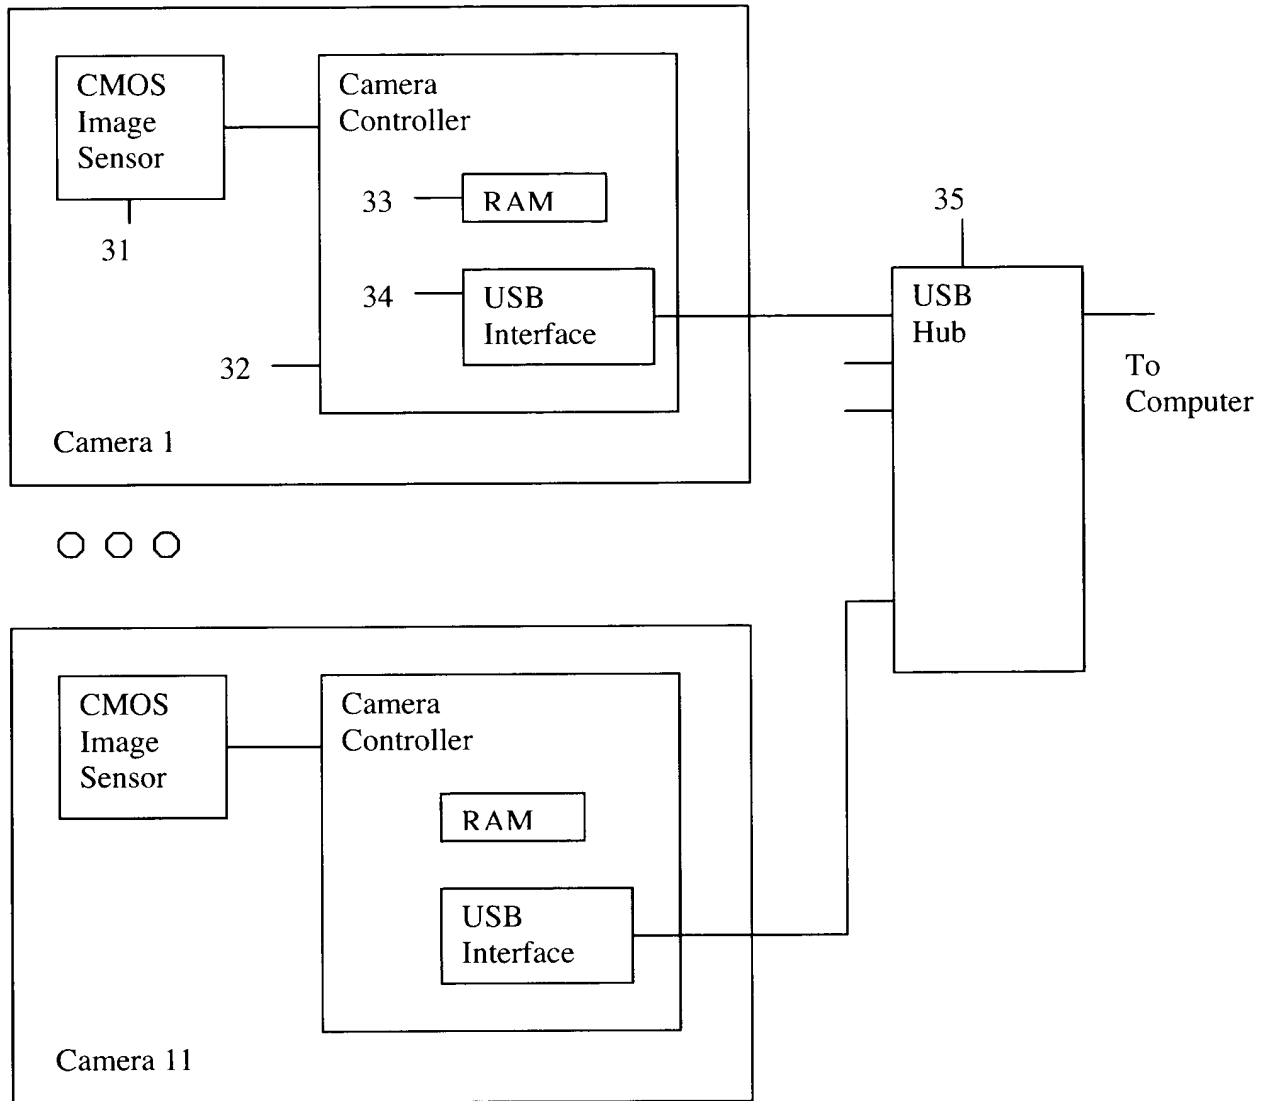 CMOS
Image
Sensor
31
Camera
Controller
33
RAM
34
USB
Interface
32
Camera 1
35
USB
Hub
To
Computer
CMOS
Image
Sensor
Camera
Controller
RAM
USB
Interface
Camera 11